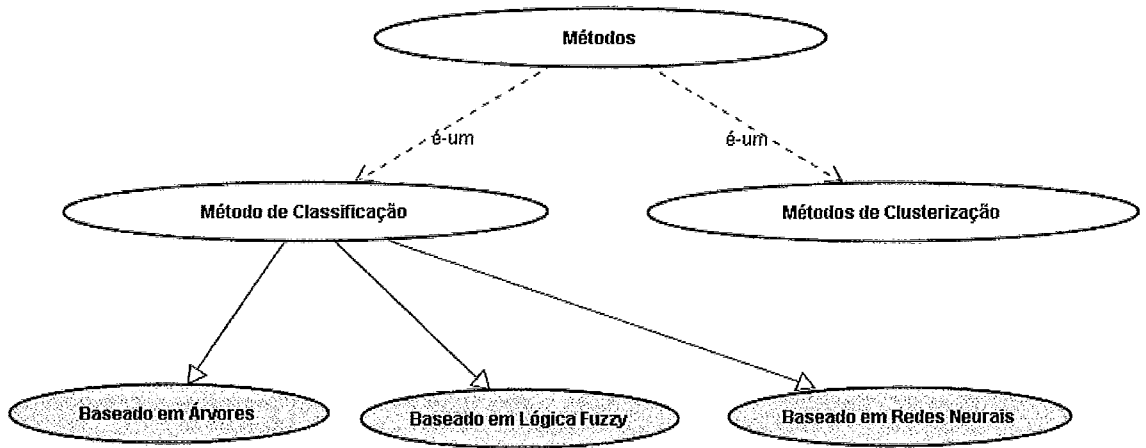 Métodos
é-um
é-um
Método de Classificação
Métodos de Clusterização
Baseado em Árvores
Baseado em Lógica Fuzzy
Baseado em Redes Neurais